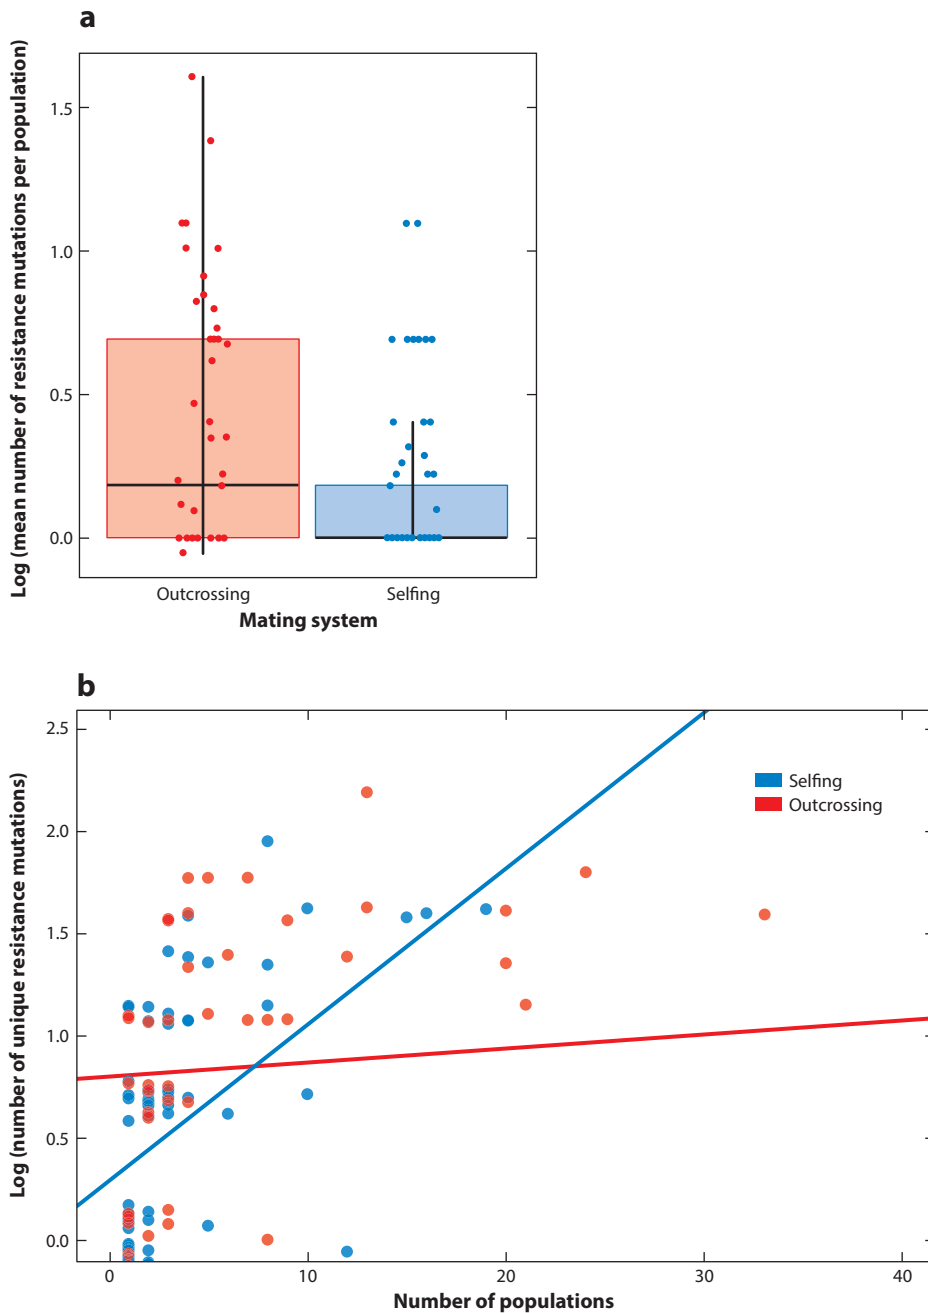 a
Log (mean number of resistance mutations per population)
1.5
1.0
0.5
0.0
Outcrossing
Selfing
Mating system
b
Log (number of unique resistance mutations)
2.5
2.0
1.5
1.0
0.5
0.0
Selfing
Outcrossing
0
10
20
30
40
Number of populations